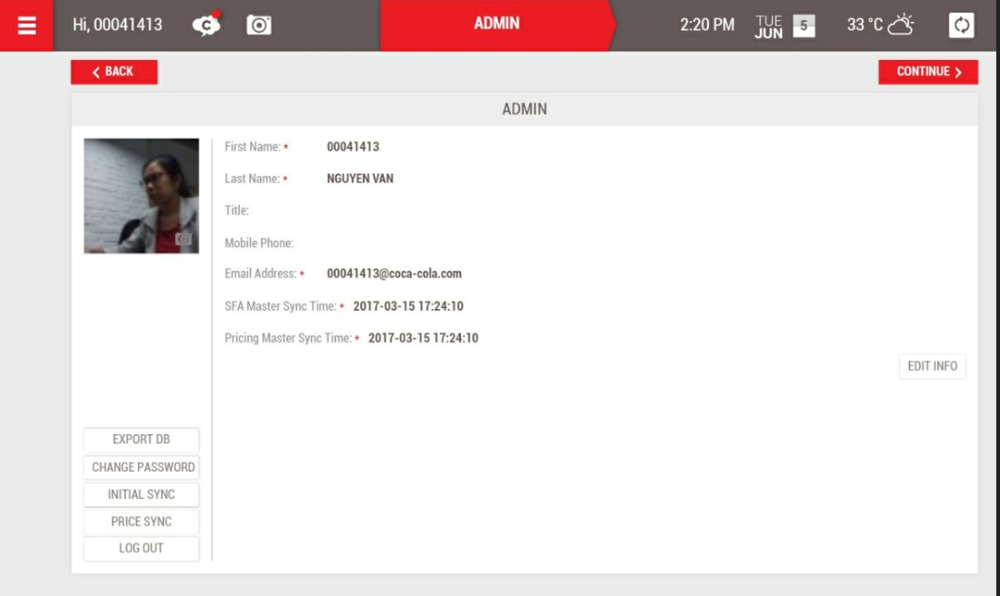 Hi, 00041413 C ADMIN 2:20 PM TUE JUN 5 33 °C
BACK CONTINUE
ADMIN
First Name: * 00041413
Last Name: * NGUYEN VAN
Title:
Mobile Phone:
Email Address: * 00041413@coca-cola.com
SFA Master Sync Time: * 2017-03-15 17:24:10
Pricing Master Sync Time: * 2017-03-15 17:24:10
EDIT INFO
EXPORT DB
CHANGE PASSWORD
INITIAL SYNC
PRICE SYNC
LOG OUT